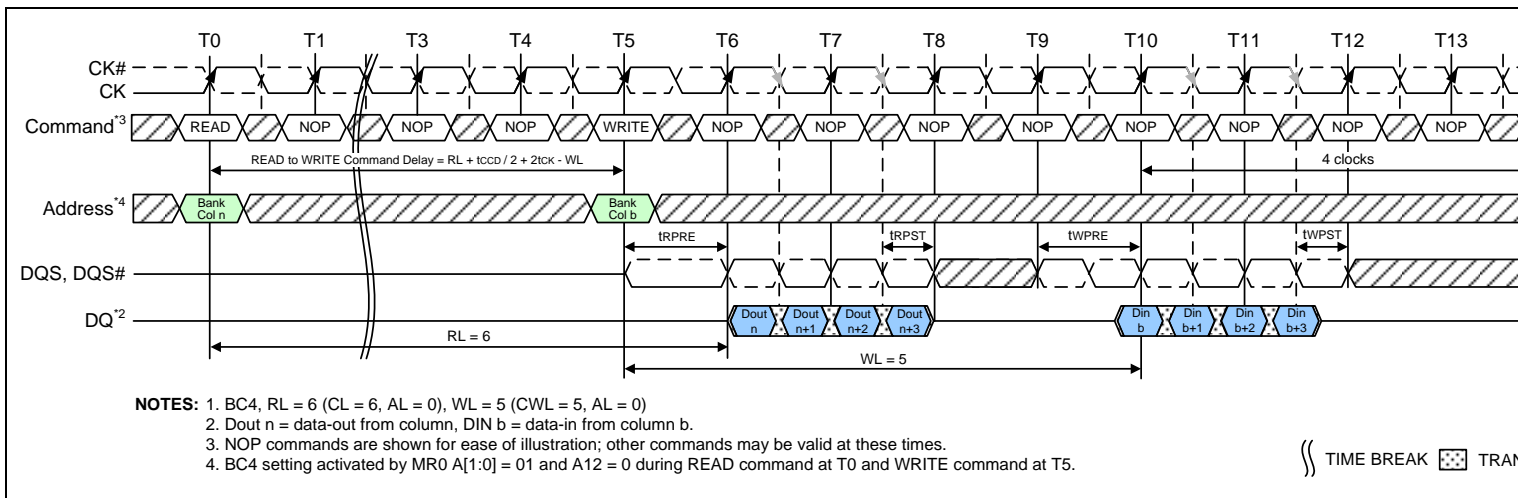 T0 T1 T3 T4 T5 T6 T7 T8 T9 T10 T11 T12 T13
CK#
CK
Command*3 READ NOP NOP NOP WRITE NOP NOP NOP NOP NOP NOP NOP NOP
READ to WRITE Command Delay = RL + tCCD / 2 + 2tCK - WL
4 clocks
Address*4 Bank Col n Bank Col b
tRPRE tRPST tWPRE tWPST
DQS, DQS#
DQ*2 Dout n Dout n+1 Dout n+2 Dout n+3 Din b Din b+1 Din b+2 Din b+3
RL = 6
WL = 5
NOTES: 1. BC4, RL = 6 (CL = 6, AL = 0), WL = 5 (CWL = 5, AL = 0)
2. Dout n = data-out from column, DIN b = data-in from column b.
3. NOP commands are shown for ease of illustration; other commands may be valid at these times.
4. BC4 setting activated by MR0 A[1:0] = 01 and A12 = 0 during READ command at T0 and WRITE command at T5.
TIME BREAK TRAN